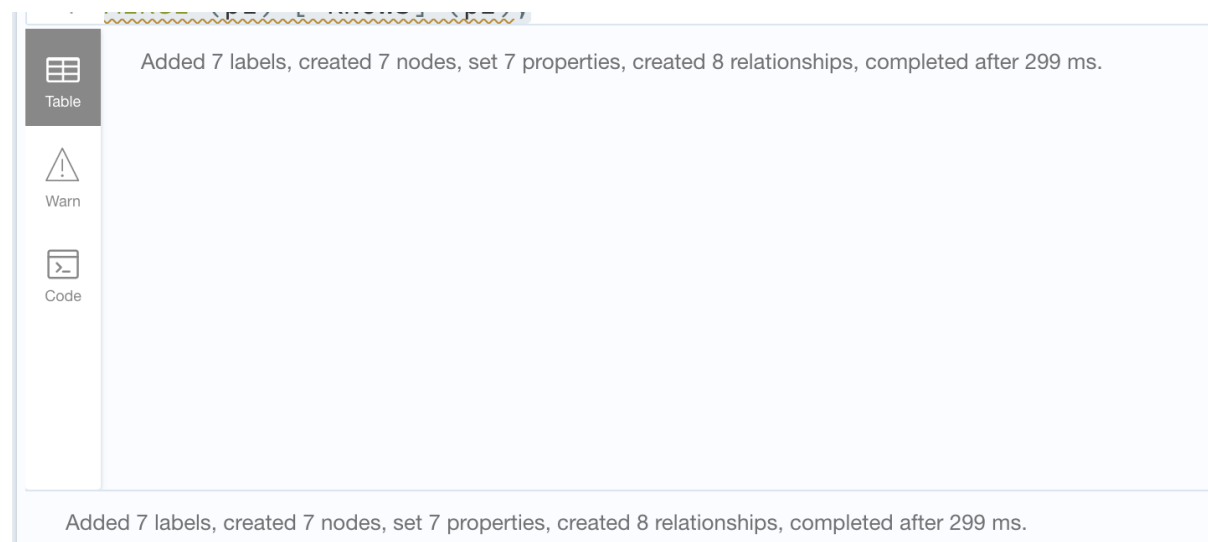 Added 7 labels, created 7 nodes, set 7 properties, created 8 relationships, completed after 299 ms.
Table
Warn
Code
Added 7 labels, created 7 nodes, set 7 properties, created 8 relationships, completed after 299 ms.